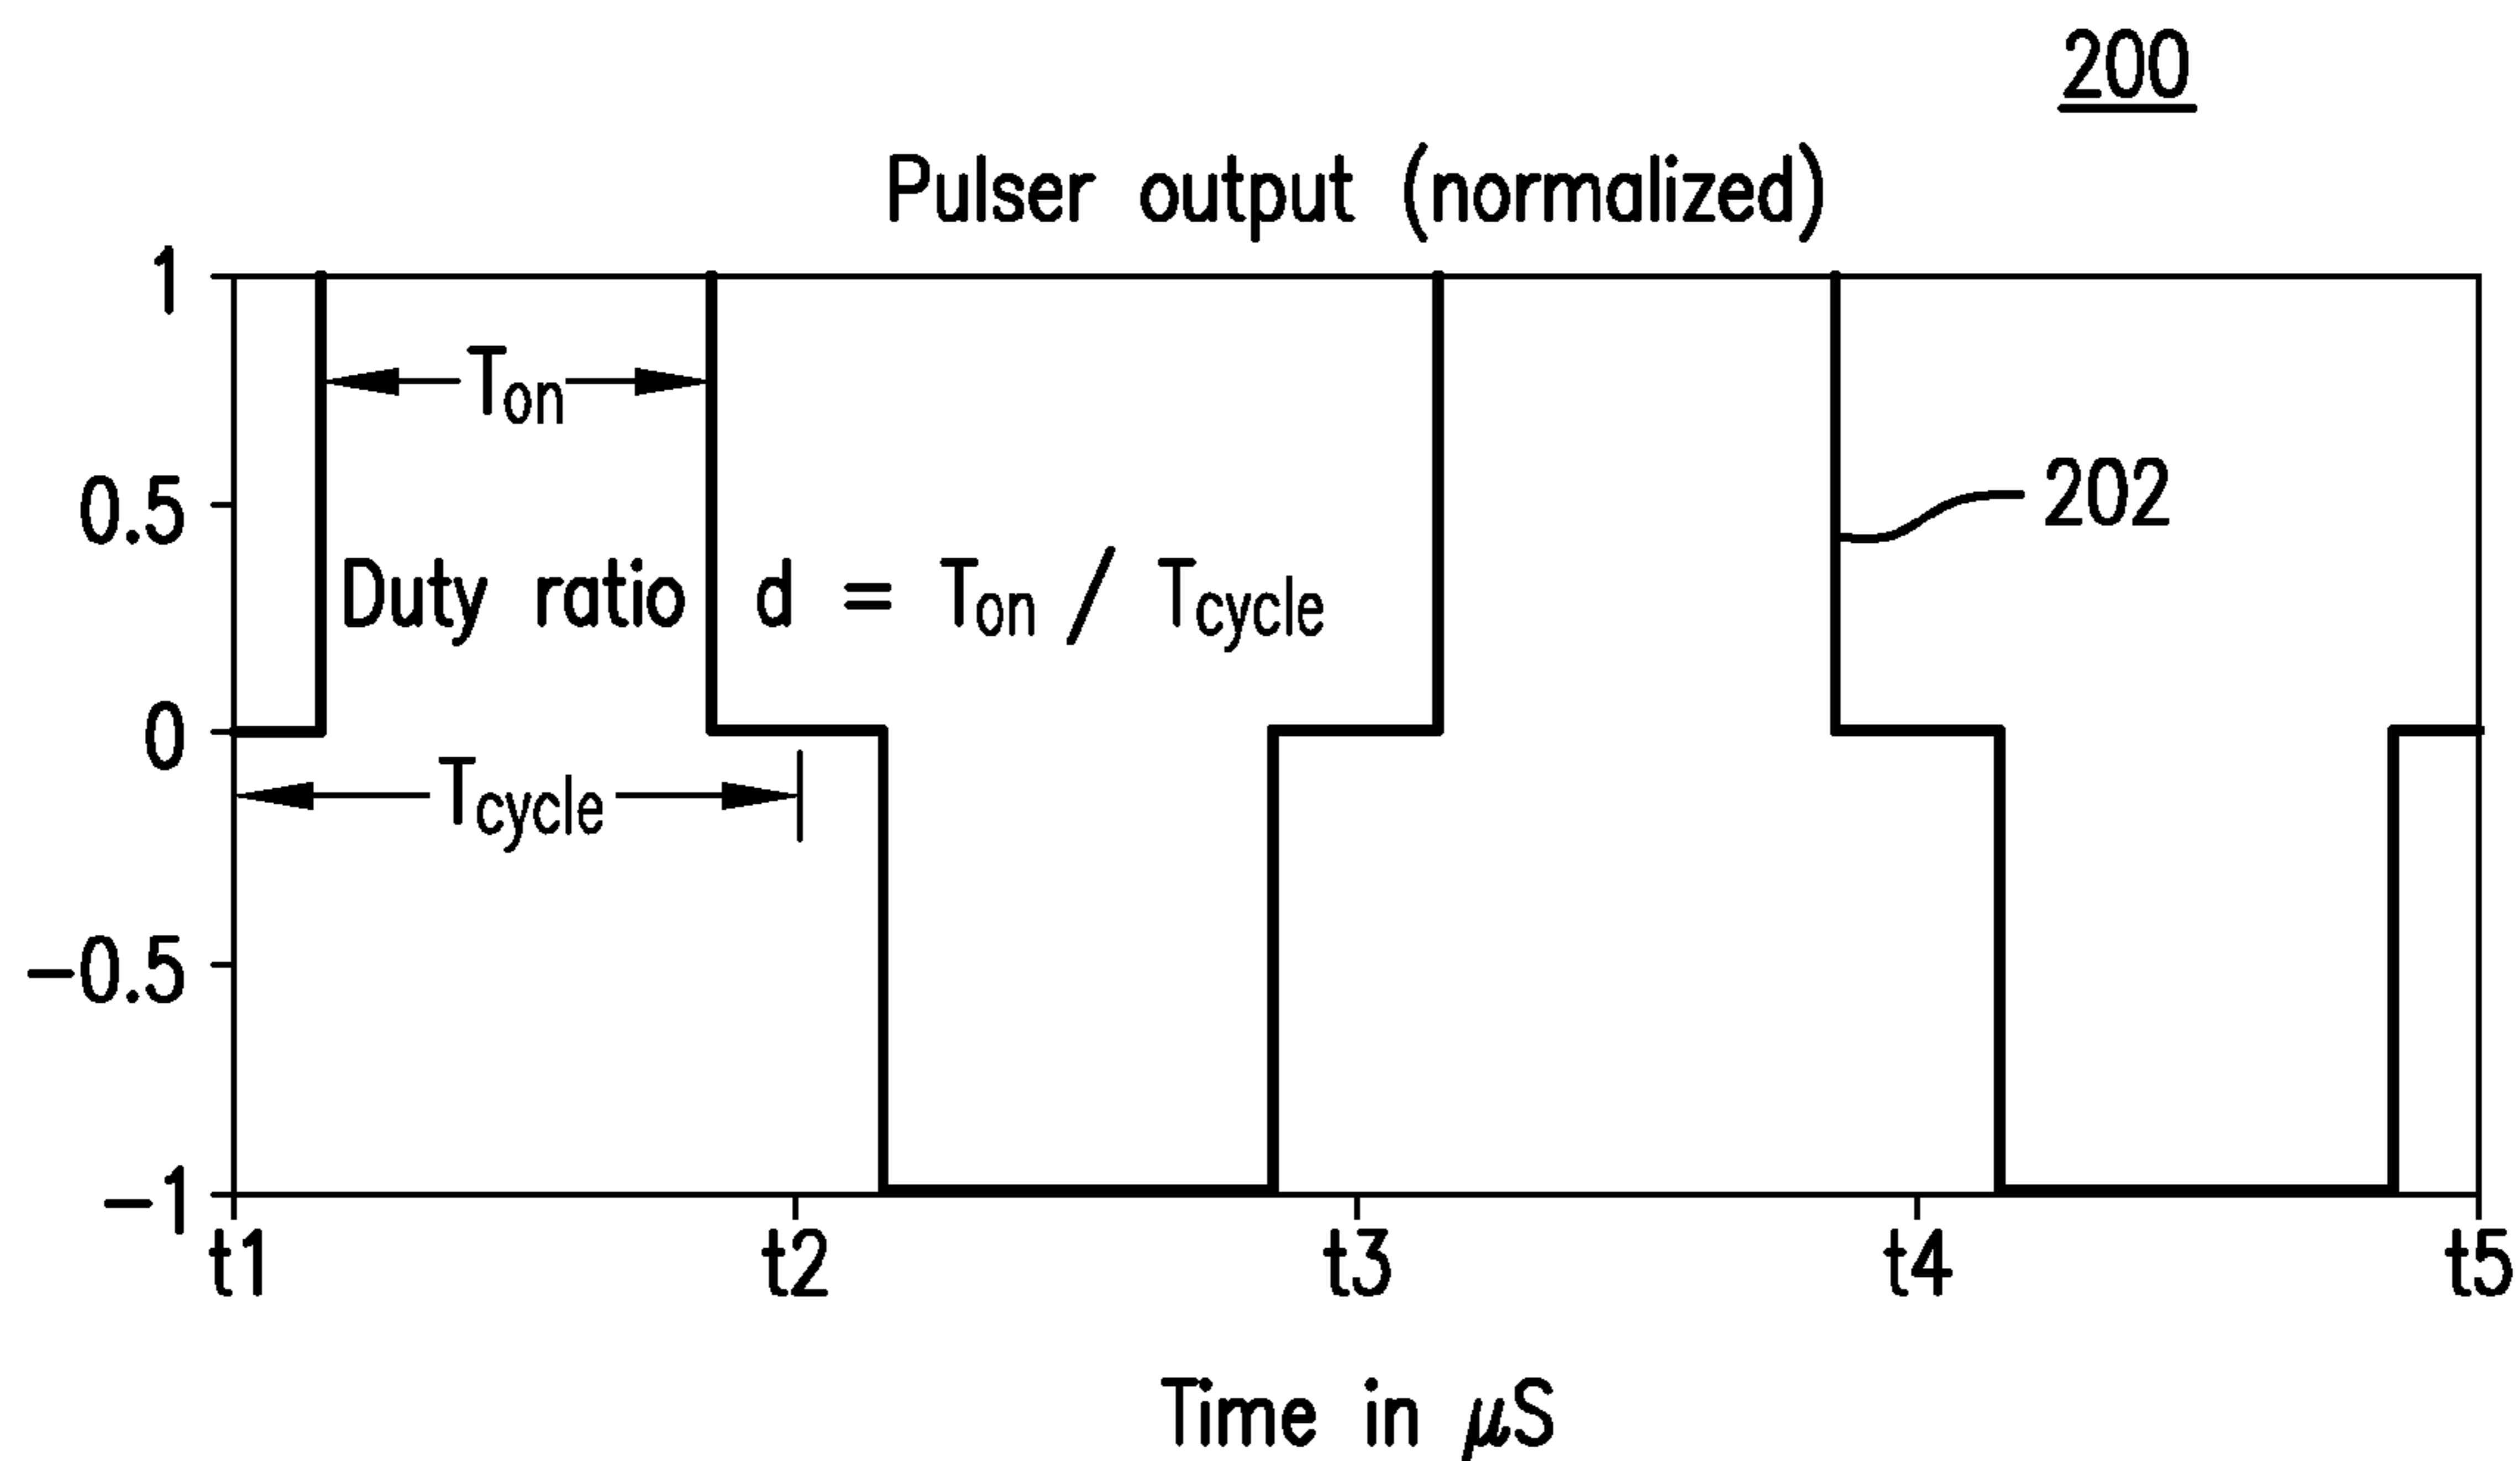 200
Pulser output (normalized)
1
Ton
0.5
202
Duty ratio d = Ton / Tcycle
0
Tcycle
-0.5
-1
t1 t2 t3 t4 t5
Time in μS